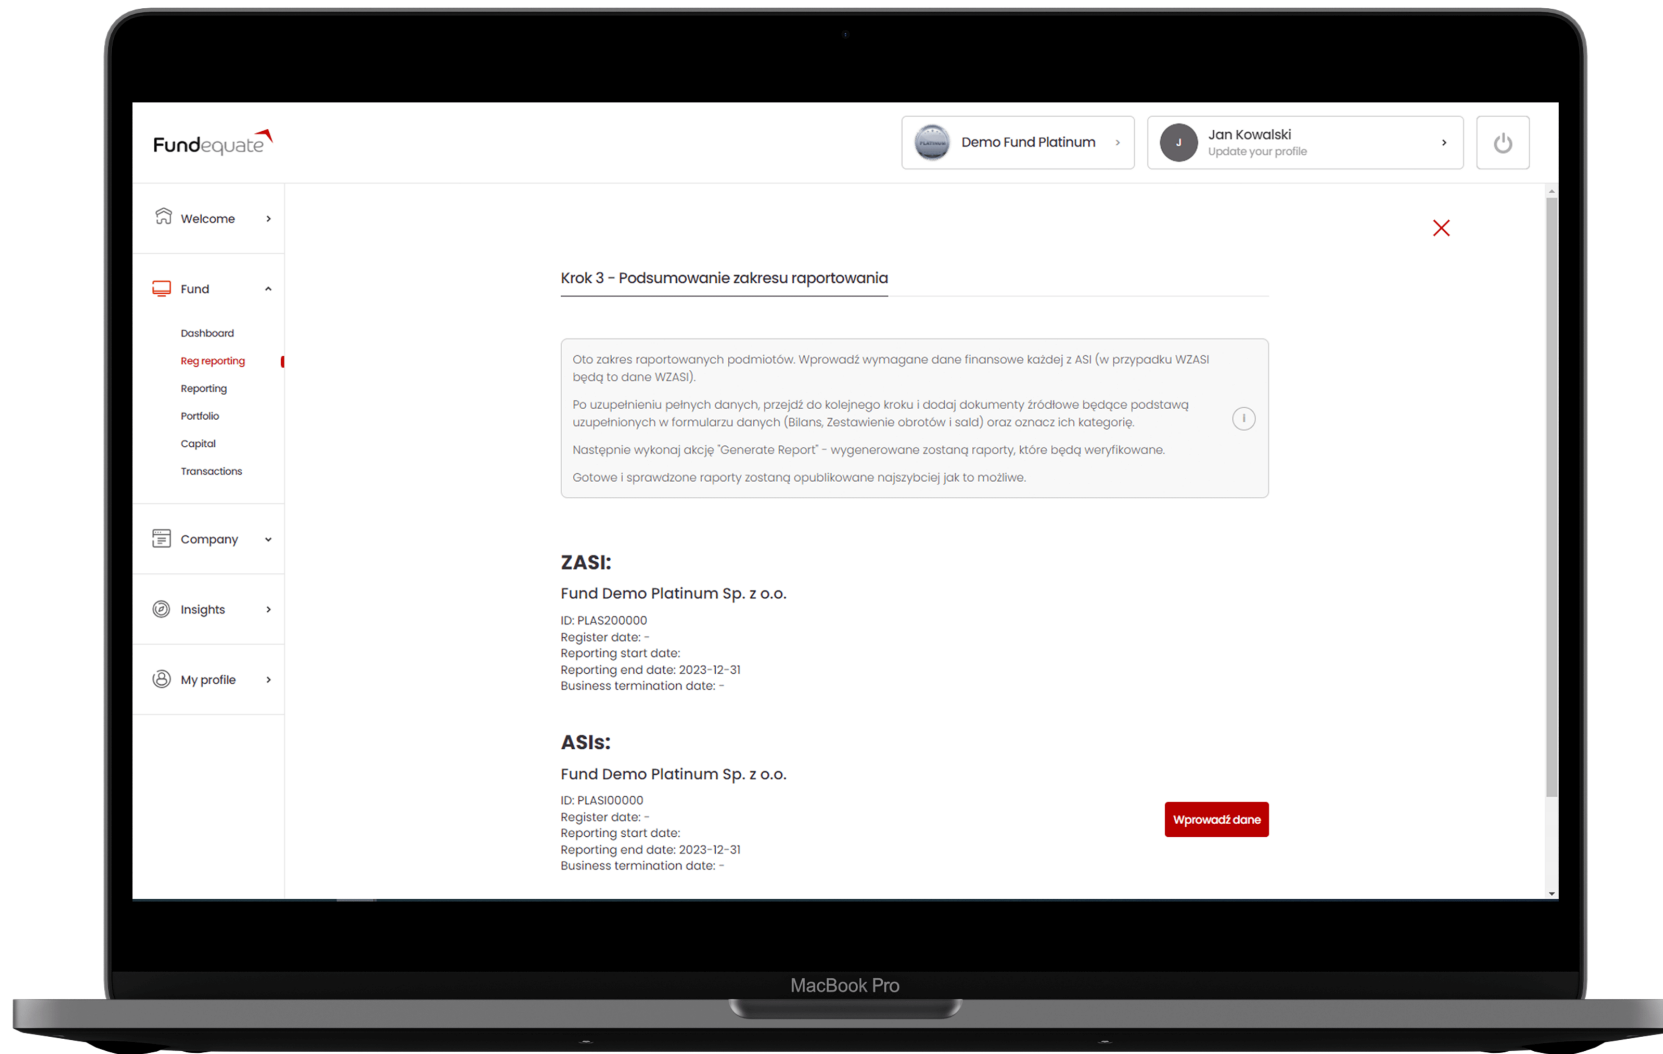 Fundequate
PLATINUM
Demo Fund Platinum
J
Jan Kowalski
Update your profile
Welcome
Fund
Dashboard
Reg reporting
Reporting
Portfolio
Capital
Transactions
Company
Insights
My profile
Krok 3 - Podsumowanie zakresu raportowania
Oto zakres raportowanych podmiotów. Wprowadź wymagane dane finansowe każdej z ASI (w przypadku WZASI
będą to dane WZASI).
Po uzupełnieniu pełnych danych, przejdź do kolejnego kroku i dodaj dokumenty źródłowe będące podstawą
uzupełnionych w formularzu danych (Bilans, Zestawienie obrotów i sald) oraz oznacz ich kategorię.
Następnie wykonaj akcję "Generate Report" - wygenerowane zostaną raporty, które będą weryfikowane.
Gotowe i sprawdzone raporty zostaną opublikowane najszybciej jak to możliwe.
i
ZASI:
Fund Demo Platinum Sp. z o.o.
ID: PLAS200000
Register date: -
Reporting start date:
Reporting end date: 2023-12-31
Business termination date: -
ASIs:
Fund Demo Platinum Sp. z o.o.
ID: PLASI00000
Register date: -
Reporting start date:
Reporting end date: 2023-12-31
Business termination date: -
Wprowadź dane
MacBook Pro